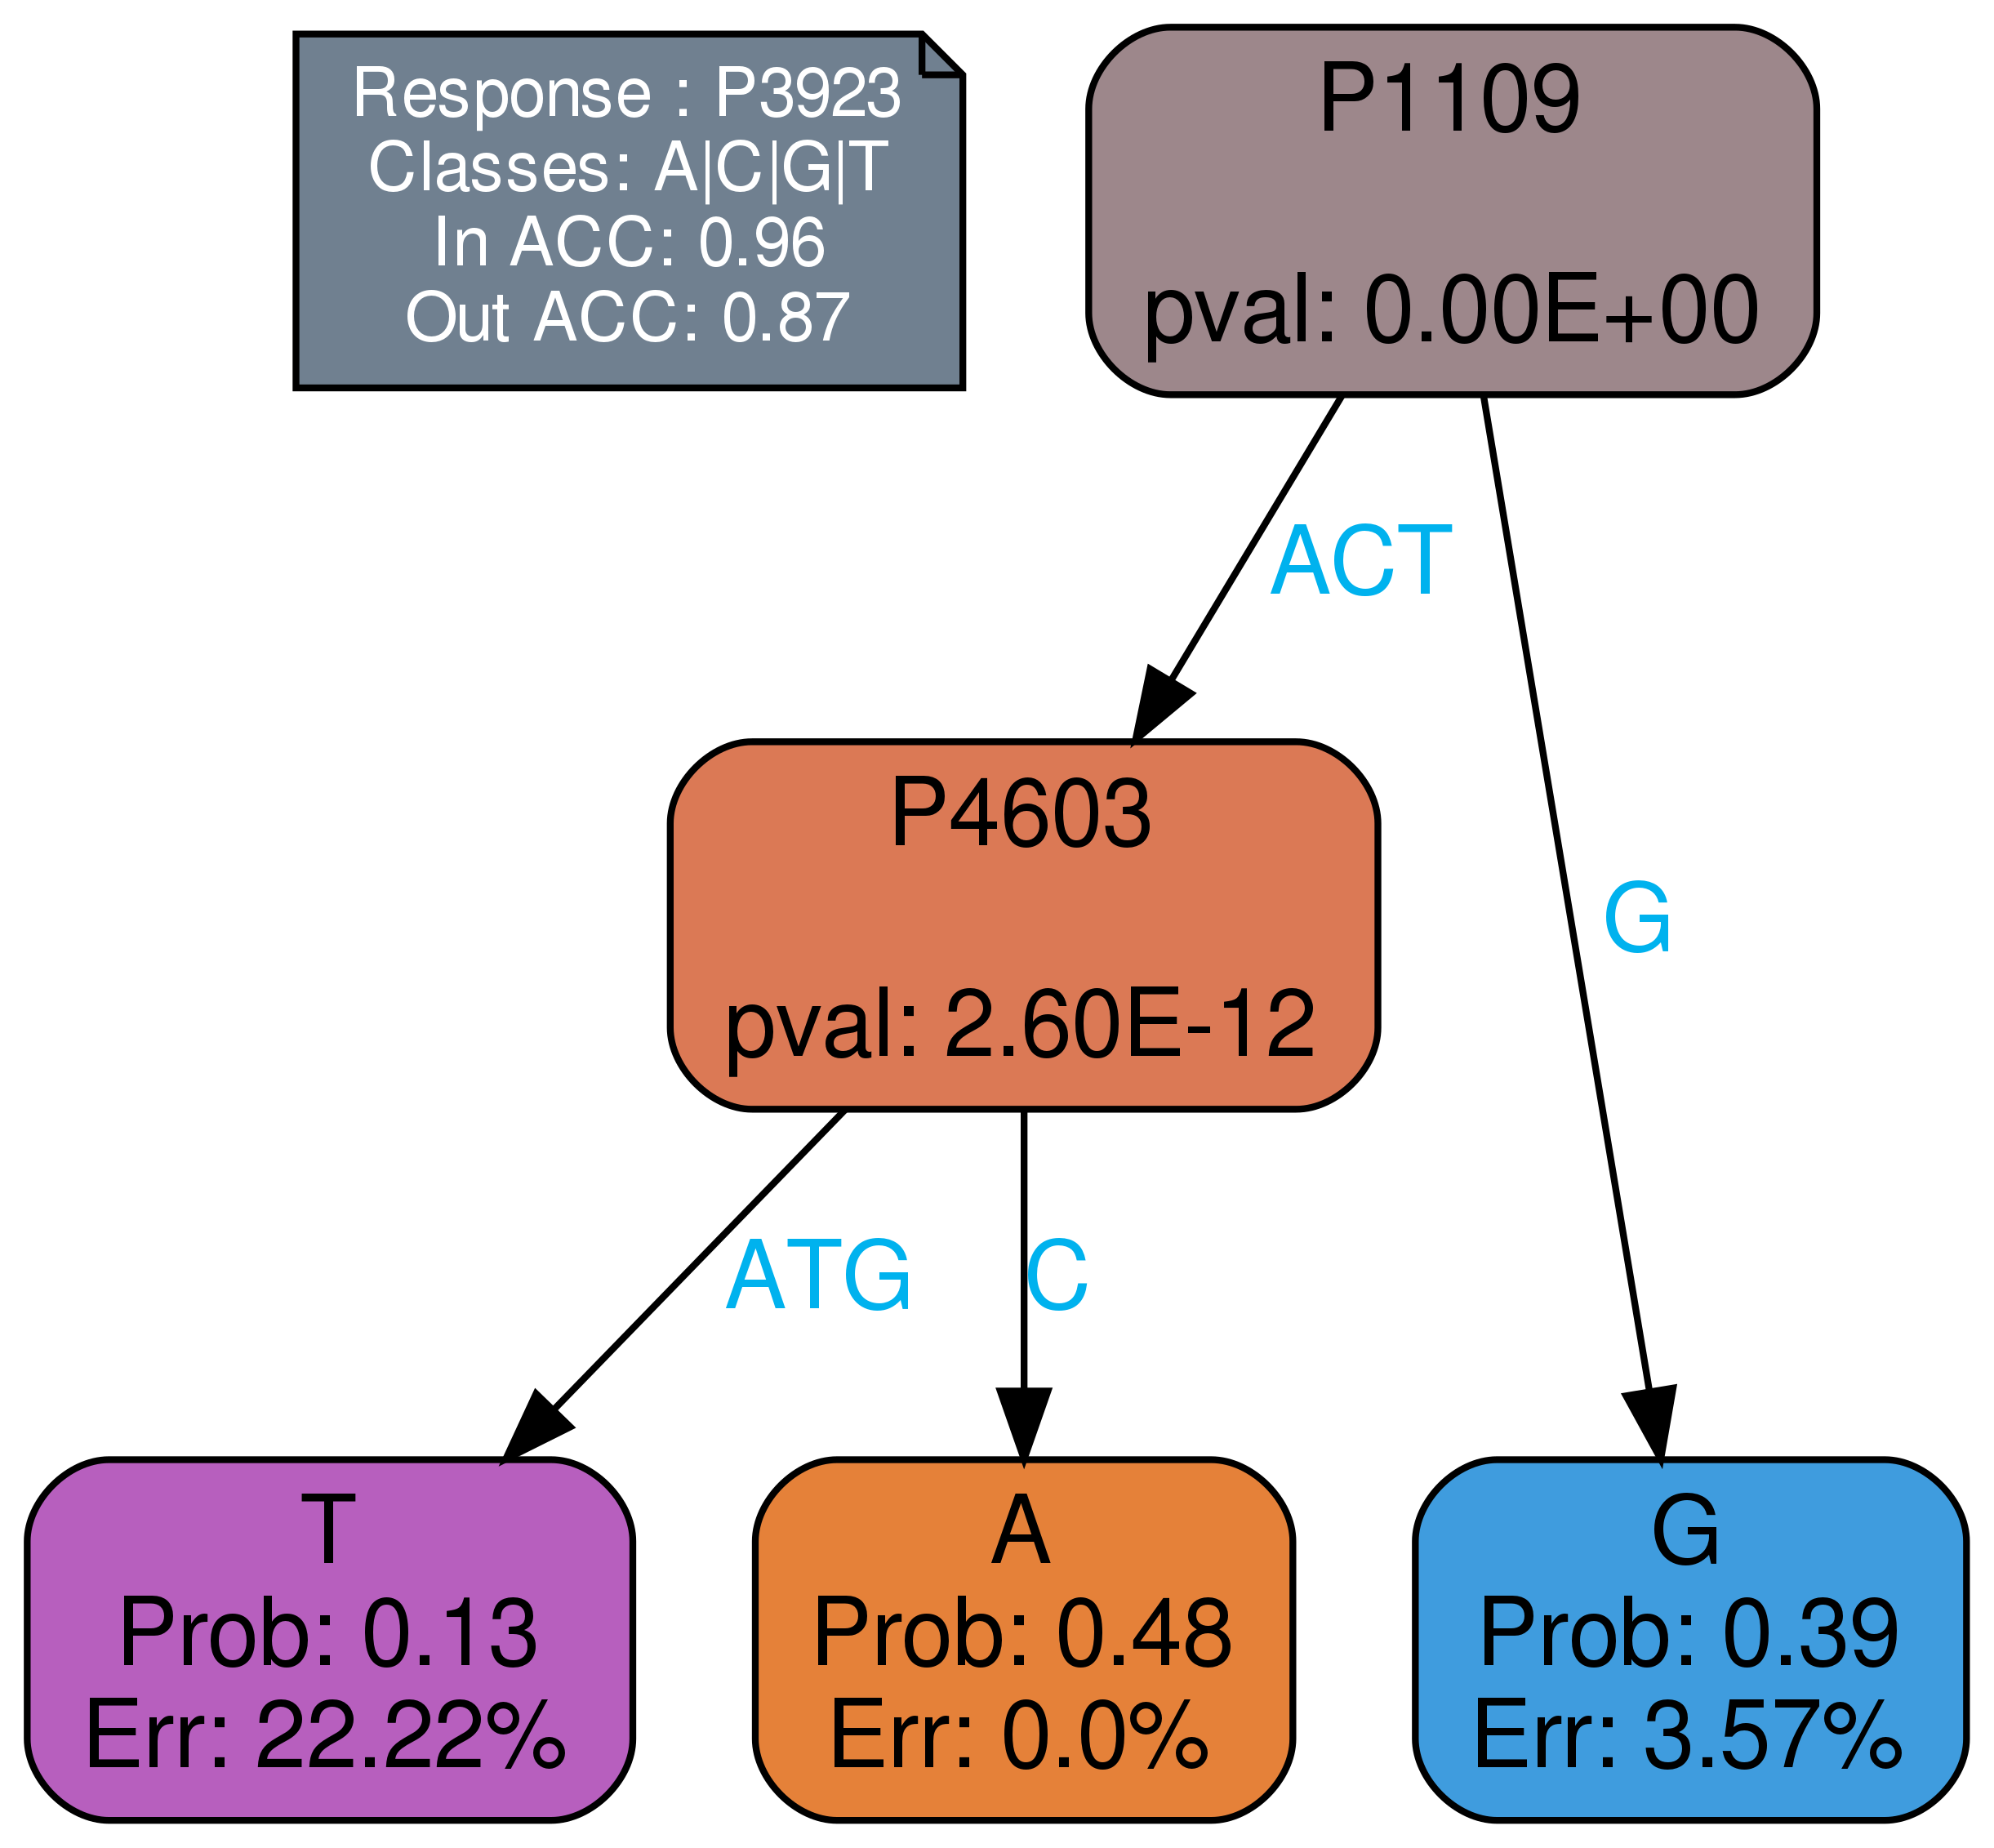 Response : P3923
Classes: A|C|G|T
In ACC: 0.96
Out ACC: 0.87
P1109
pval: 0.00E+00
ACT
G
P4603
pval: 2.60E-12
ATG
C
T
Prob: 0.13
Err: 22.22%
A
Prob: 0.48
Err: 0.0%
G
Prob: 0.39
Err: 3.57%